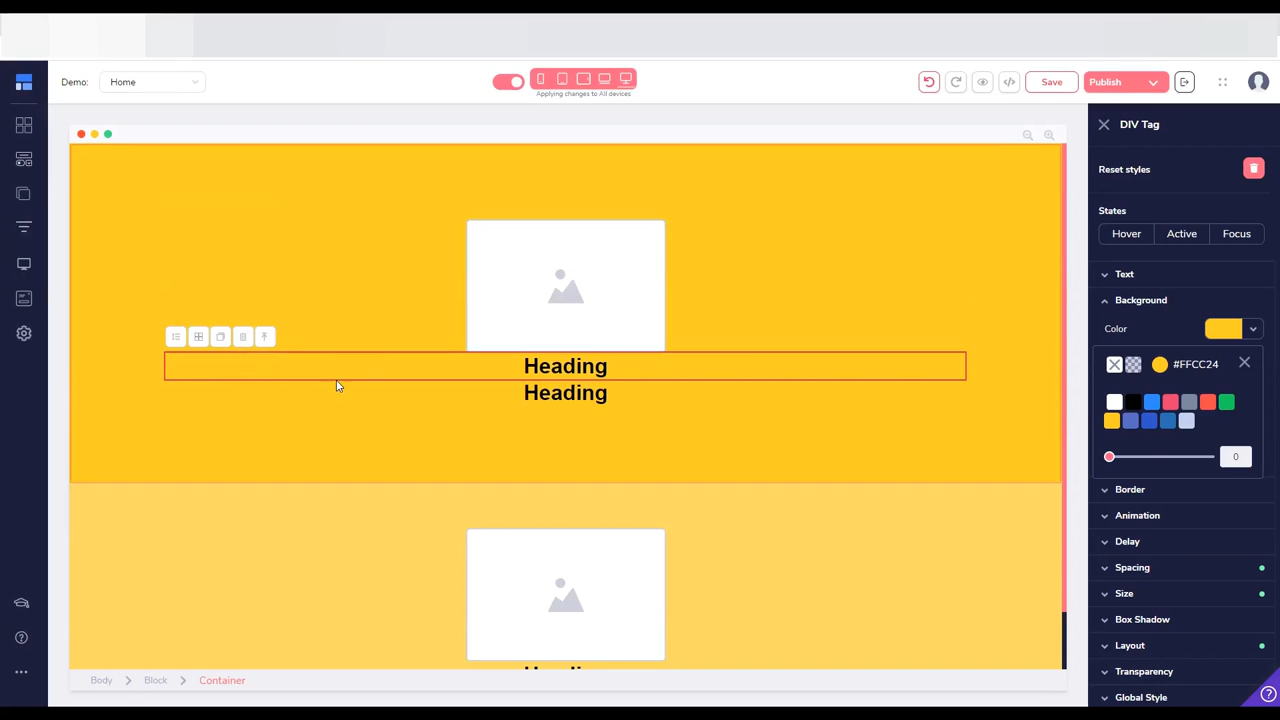 Demo:
Home
Applying changes to All devices
Save
Publish
DIV Tag
Reset styles
States
Hover
Active
Focus
Text
Background
Color
#FFCC24
0
Border
Animation
Delay
Spacing
Size
Box Shadow
Layout
Transparency
Global Style
Heading
Heading
Body
Block
Container